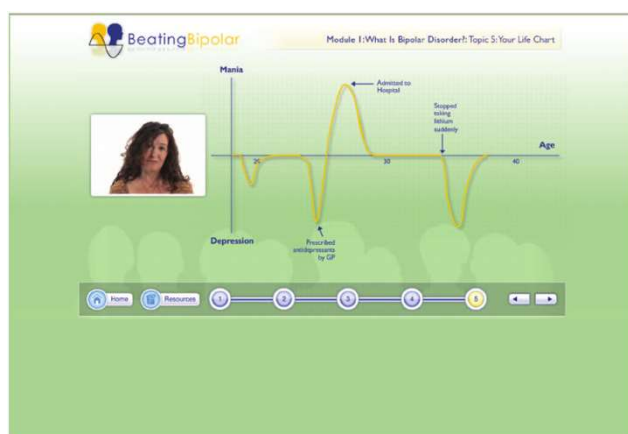 BeatingBipolar
Module 1:What Is Bipolar Disorder?: Topic 5:Your Life Chart
Mania
Admitted to
Hospital
Stopped
taking
lithium
suddenly
Age
25
30
40
Depression
Prescribed
antidepressants
by GP
Home
Resources
1
2
3
4
5